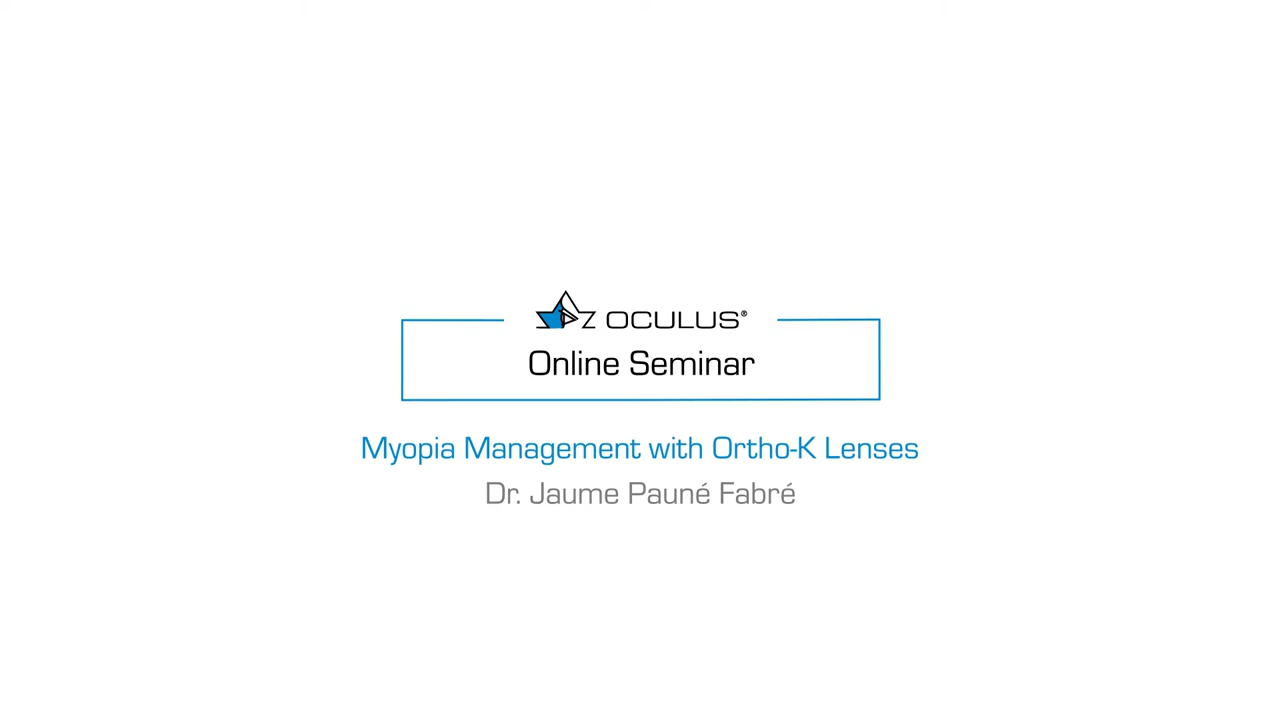 OCULUS®
Online Seminar
Myopia Management with Ortho-K Lenses
Dr. Jaume Pauné Fabré